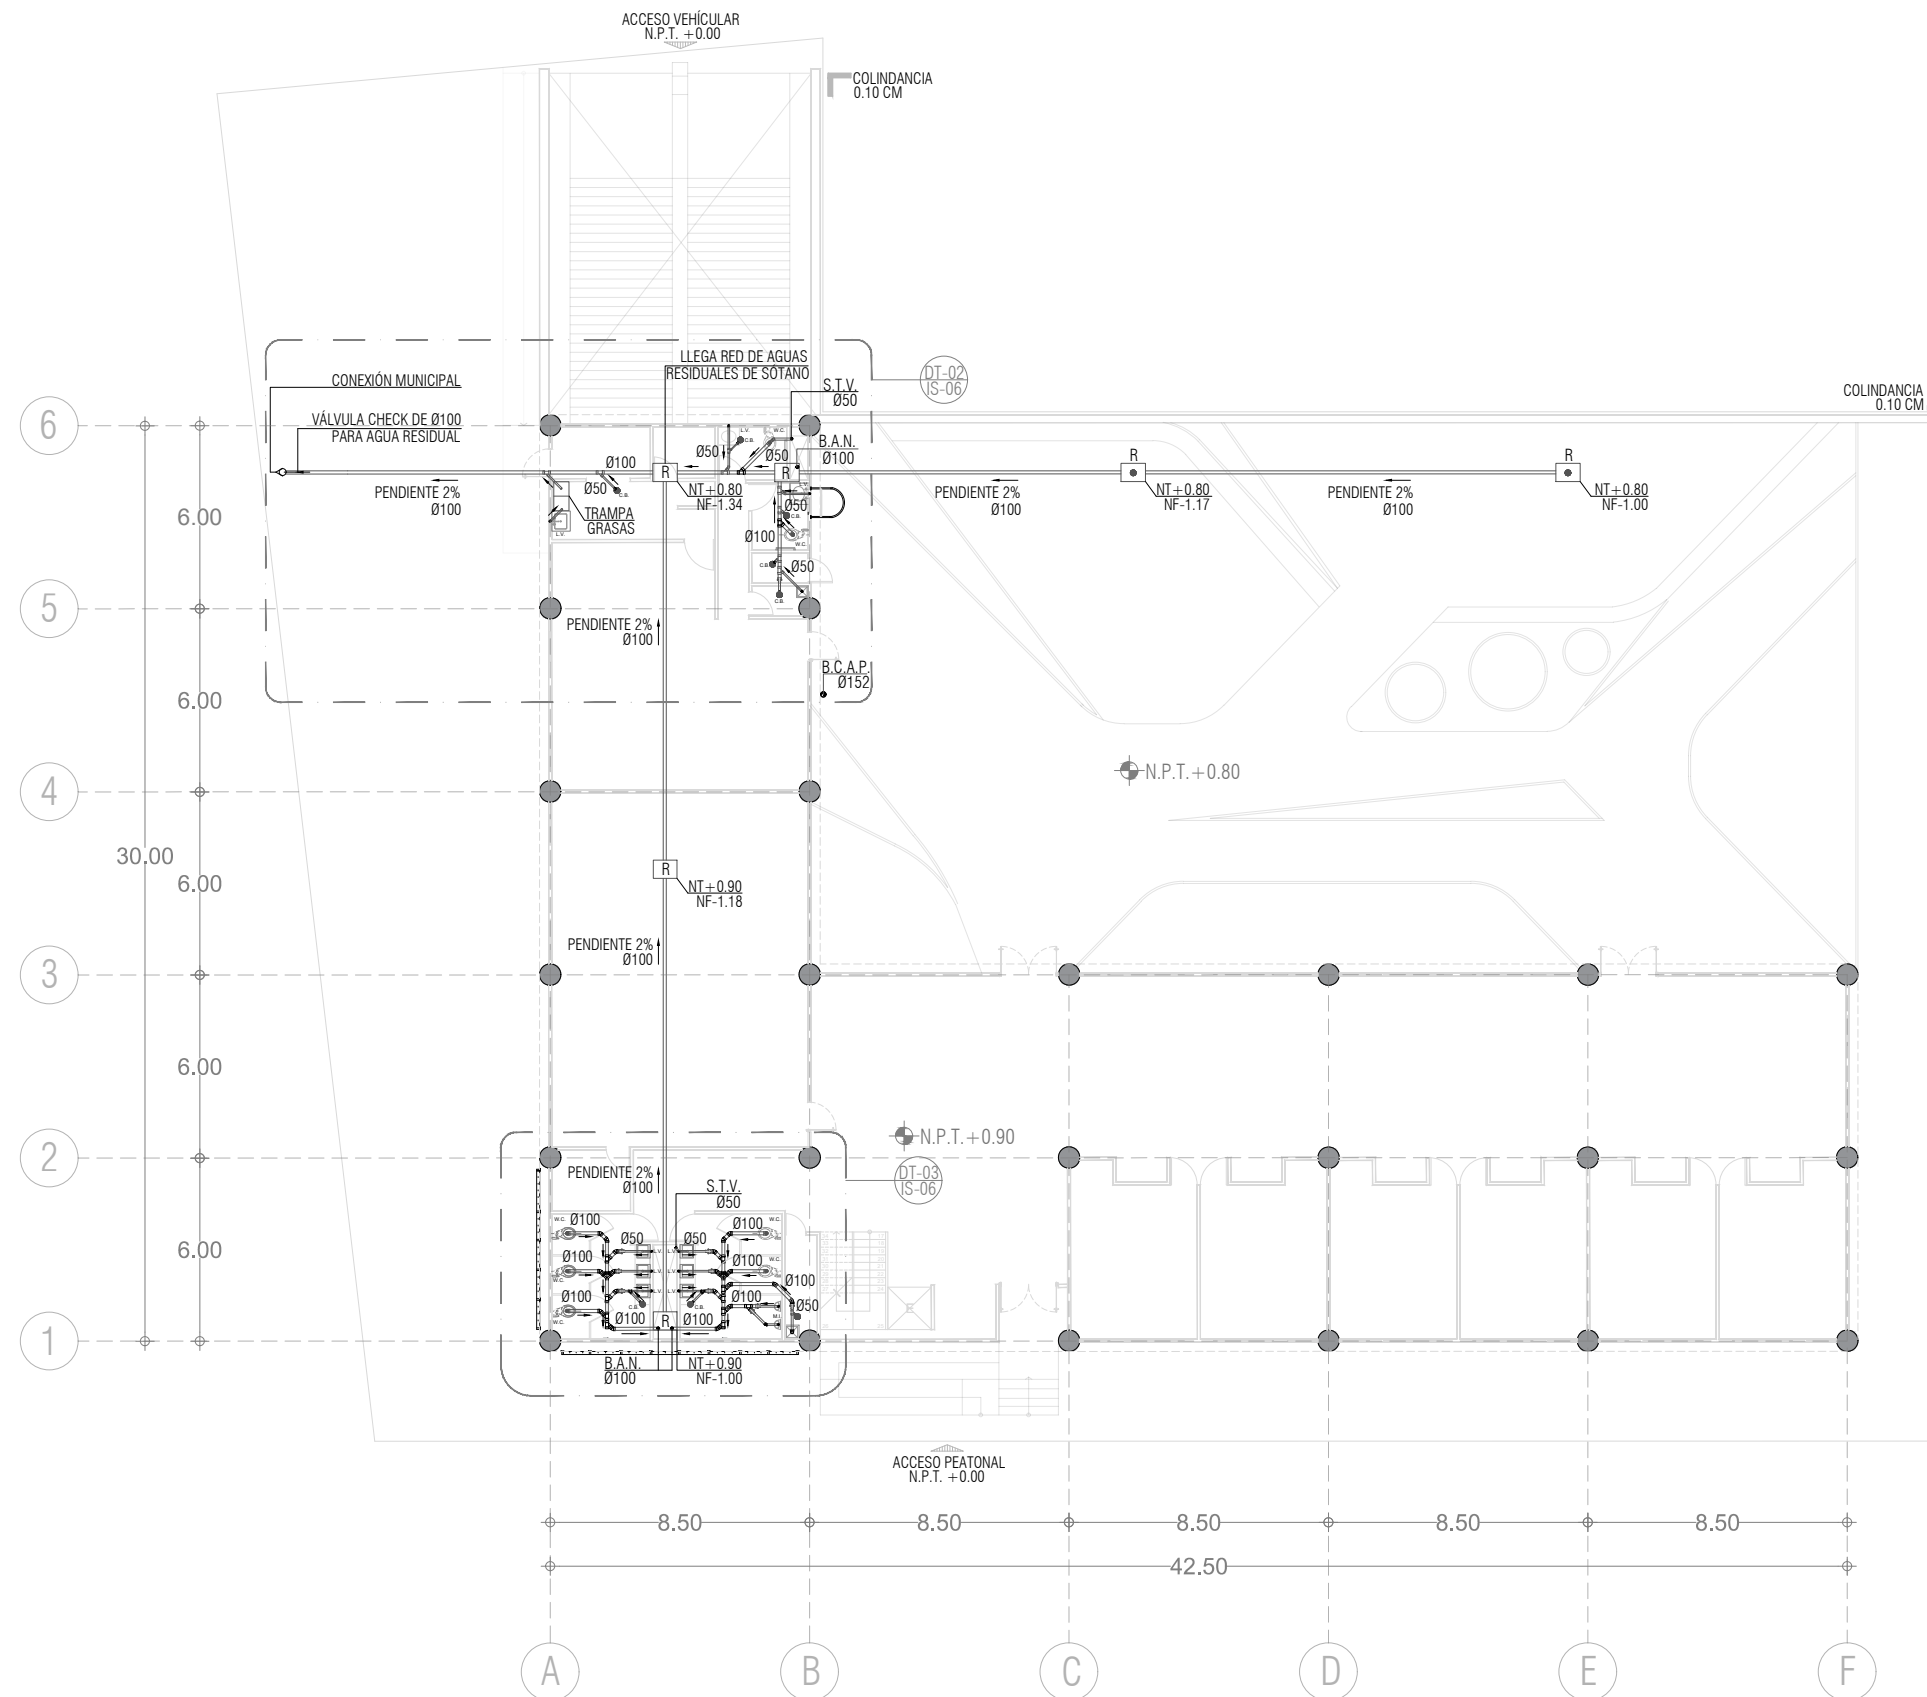 ACCESO VEHÍCULAR
N.P.T. +0.00
COLINDANCIA
0.10 CM
LLEGA RED DE AGUAS
RESIDUALES DE SÓTANO
CONEXIÓN MUNICIPAL
S.T.V.
Ø50
DT-02
IS-06
COLINDANCIA
0.10 CM
VÁLVULA CHECK DE Ø100
PARA AGUA RESIDUAL
6
L.V.
W.C.
C.B.
B.A.N.
Ø100
Ø50
Ø50
Ø100
R
R
R
R
PENDIENTE 2%
Ø100
Ø50
C.B.
NT+0.80
NF-1.34
Ø50
PENDIENTE 2%
Ø100
NT+0.80
NF-1.17
PENDIENTE 2%
Ø100
NT+0.80
NF-1.00
6.00
TRAMPA
GRASAS
L.V.
C.B.
Ø100
W.C.
C.B.
Ø50
C.B.
5
PENDIENTE 2%
Ø100
B.C.A.P.
Ø152
6.00
4
N.P.T.+0.80
30.00
R
6.00
NT+0.90
NF-1.18
PENDIENTE 2%
Ø100
3
6.00
N.P.T.+0.90
2
PENDIENTE 2%
Ø100
DT-03
IS-06
S.T.V.
Ø50
W.C.
Ø100
Ø50
Ø50
Ø100
W.C.
6.00
L.V.
L.V.
Ø100
Ø100
W.C.
W.C.
L.V.
L.V.
Ø100
L.V.
L.V.
Ø100
C.B.
C.B.
Ø50
W.C.
Ø100
R
Ø100
M.I.
1
B.A.N.
Ø100
NT+0.90
NF-1.00
ACCESO PEATONAL
N.P.T. +0.00
8.50
8.50
8.50
8.50
8.50
42.50
A
B
C
D
E
F